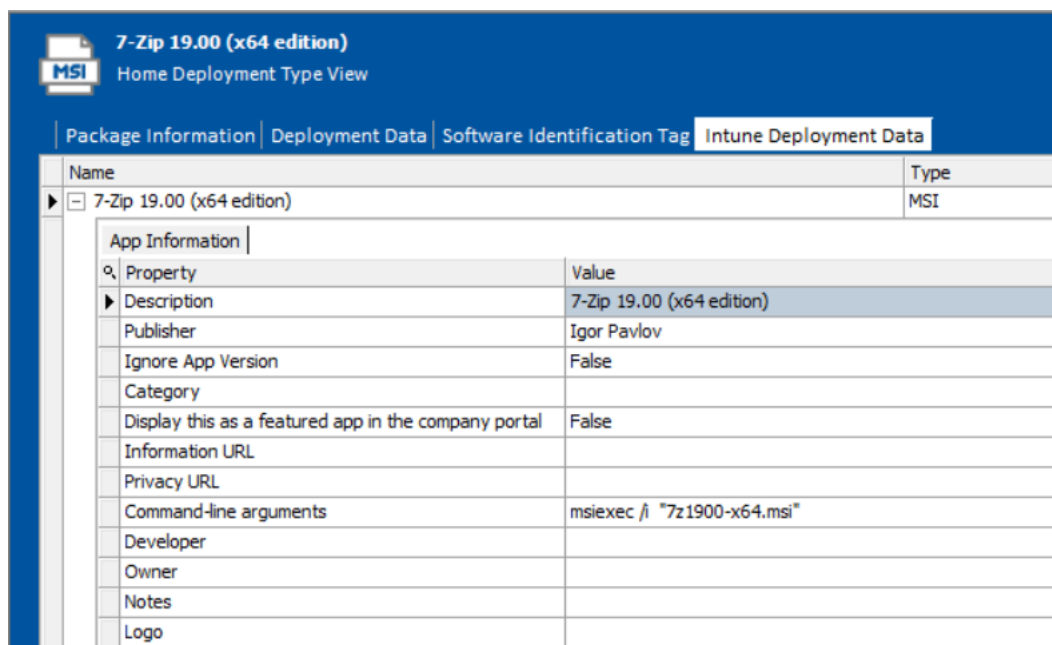 7-Zip 19.00 (x64 edition)
MSI
Home Deployment Type View
Package Information Deployment Data Software Identification Tag Intune Deployment Data
Name Type
7-Zip 19.00 (x64 edition) MSI
App Information
Property Value
Description 7-Zip 19.00 (x64 edition)
Publisher Igor Pavlov
Ignore App Version False
Category
Display this as a featured app in the company portal False
Information URL
Privacy URL
Command-line arguments msiexec /i "7z1900-x64.msi"
Developer
Owner
Notes
Logo